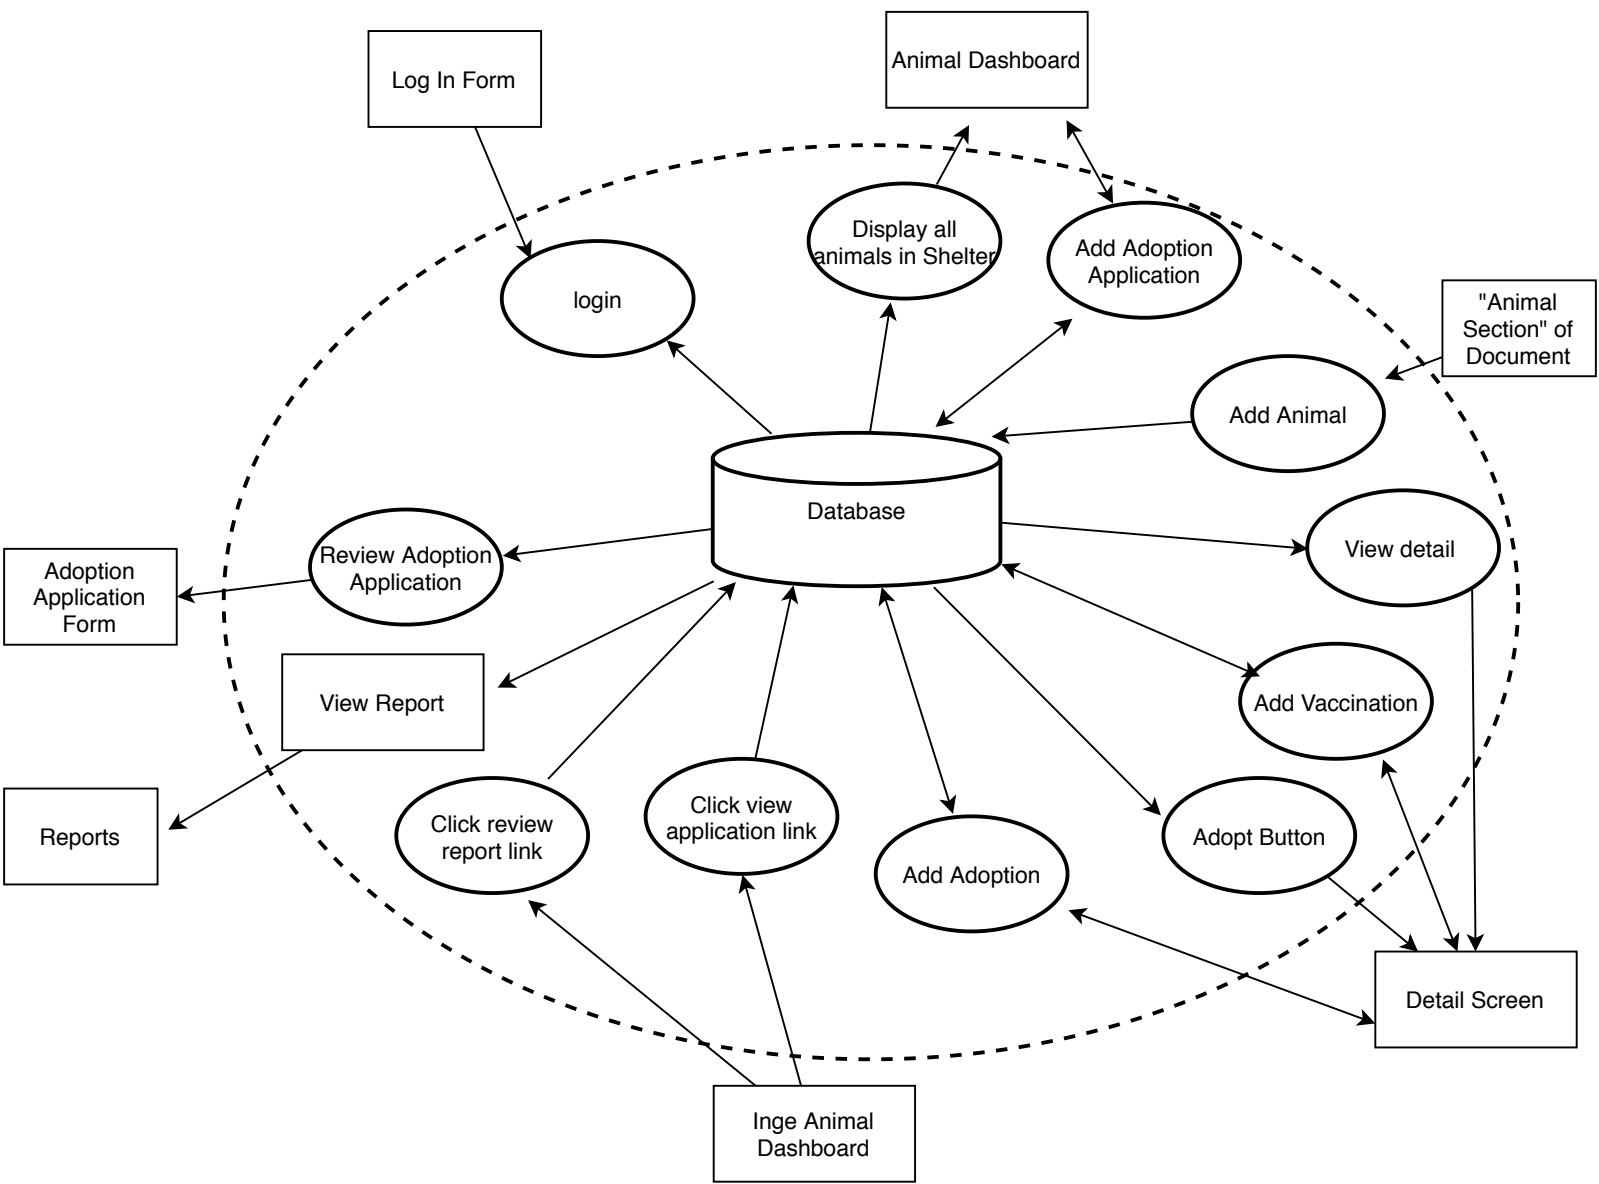 Log In Form
Animal Dashboard
Display all
animals in Shelter
Add Adoption
Application
login
"Animal
Section" of
Document
Add Animal
Database
View detail
Review Adoption
Application
Adoption
Application
Form
View Report
Add Vaccination
Reports
Click review
report link
Click view
application link
Add Adoption
Adopt Button
Detail Screen
Inge Animal
Dashboard